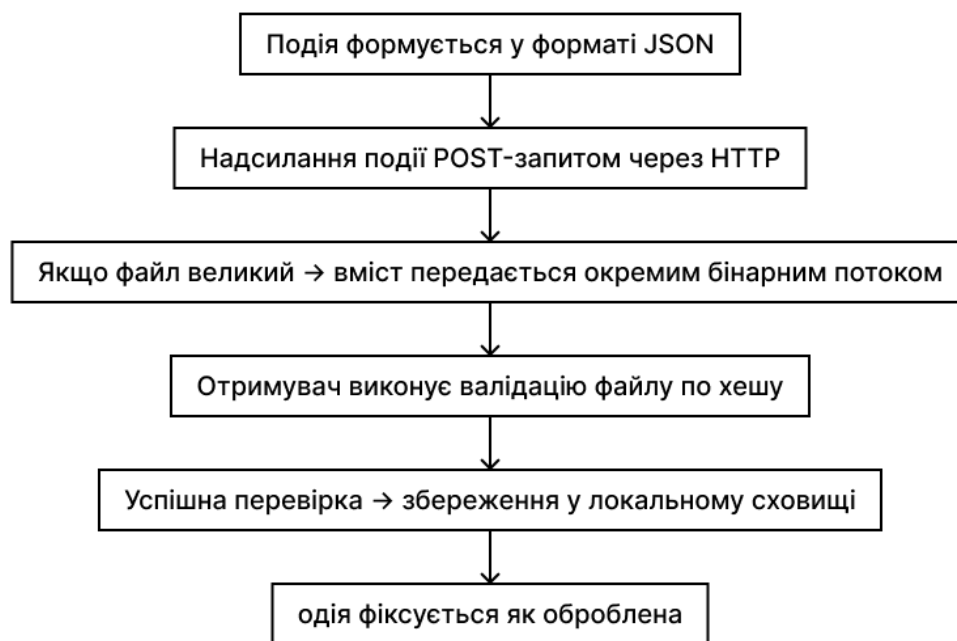 Подія формується у форматі JSON
Надсилання події POST-запитом через HTTP
Якщо файл великий → вміст передається окремим бінарним потоком
Отримувач виконує валідацію файлу по хешу
Успішна перевірка → збереження у локальному сховищі
одія фіксується як оброблена